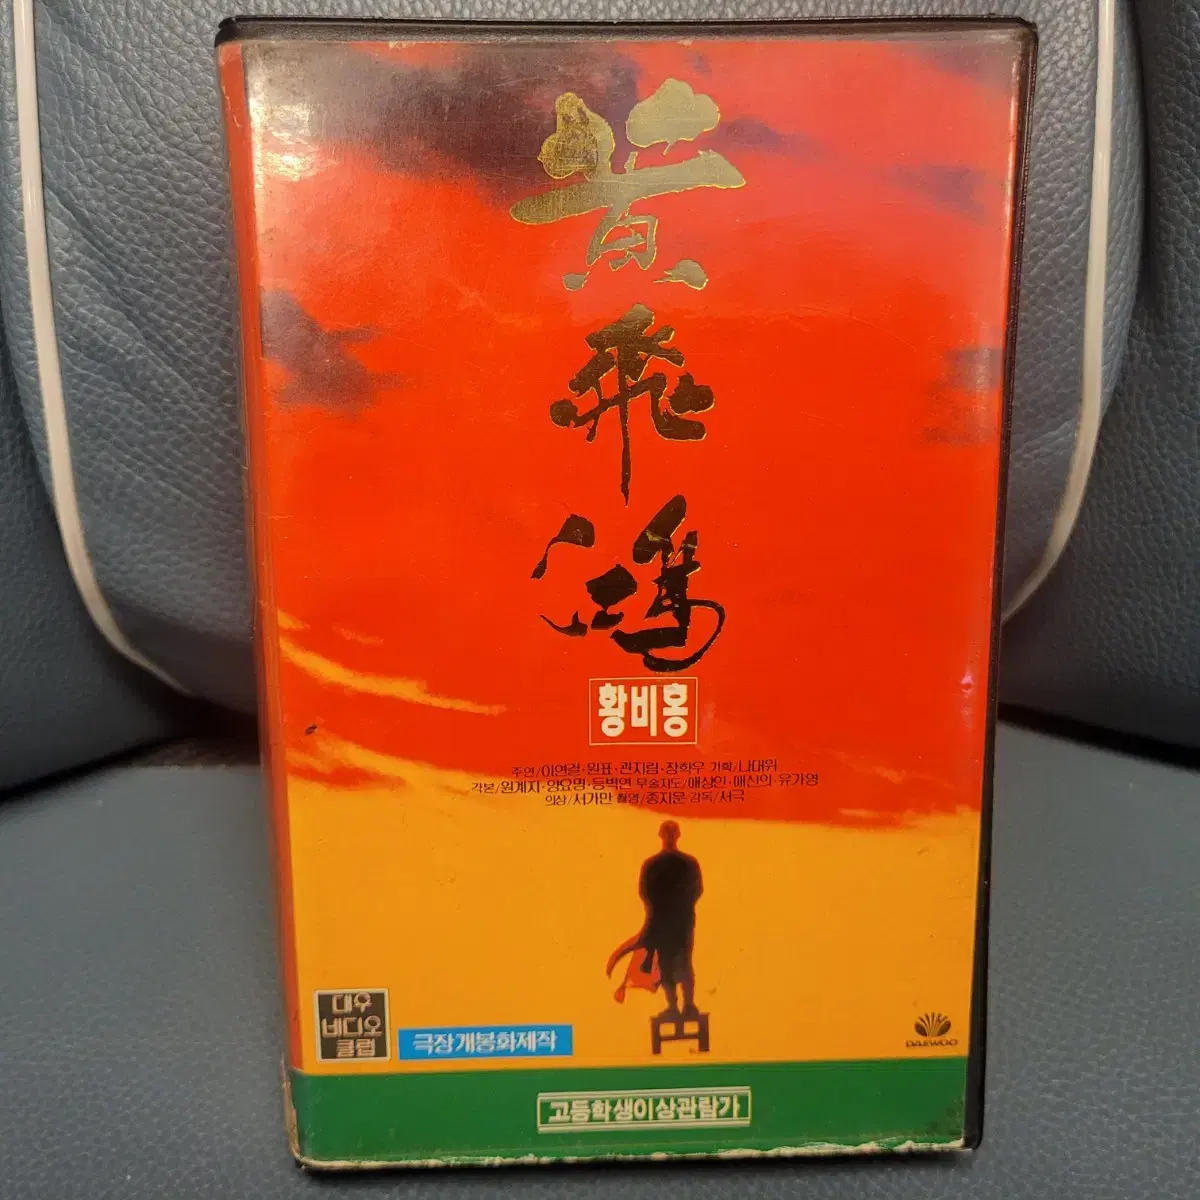 黃
飛
鴻
황비홍
주연/이연걸·원표·관지림·장학우 기획/나대위
각본/원계지·양요명·등벽연 무술지도/애상인·애신의·유가영
의상/서가만 촬영/종지문 감독/서극
대우
비디오
클럽
극장개봉화제작
DAEWOO
고등학생이상관람가